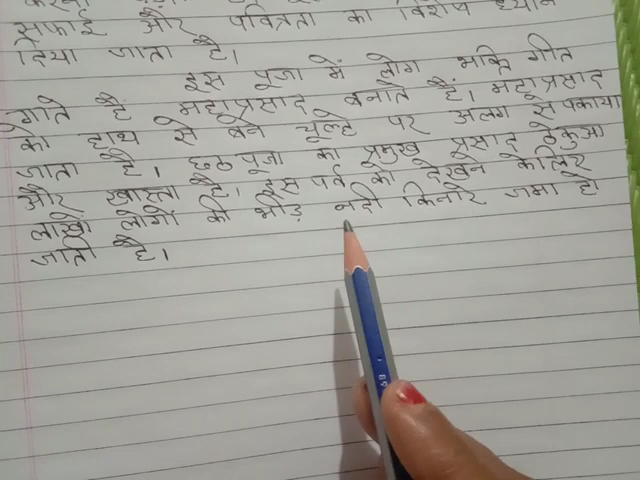 सफाई और पवित्रता का विशेष ध्यान
दिया जाता है।
इस पूजा में लोग भक्ति गीत
गाते हैं महाप्रसाद बनाते हैं। महाप्रसाद
को हाथ से बने चूल्हे पर अलग से पकाया
जाता है। छठ पूजा का प्रमुख प्रसाद ठेकुआ
और खास्ता है। इस पर्व को देखने केलिए
लाखों लोगों की भीड़ नदी किनारे जमा हो
जाती है।